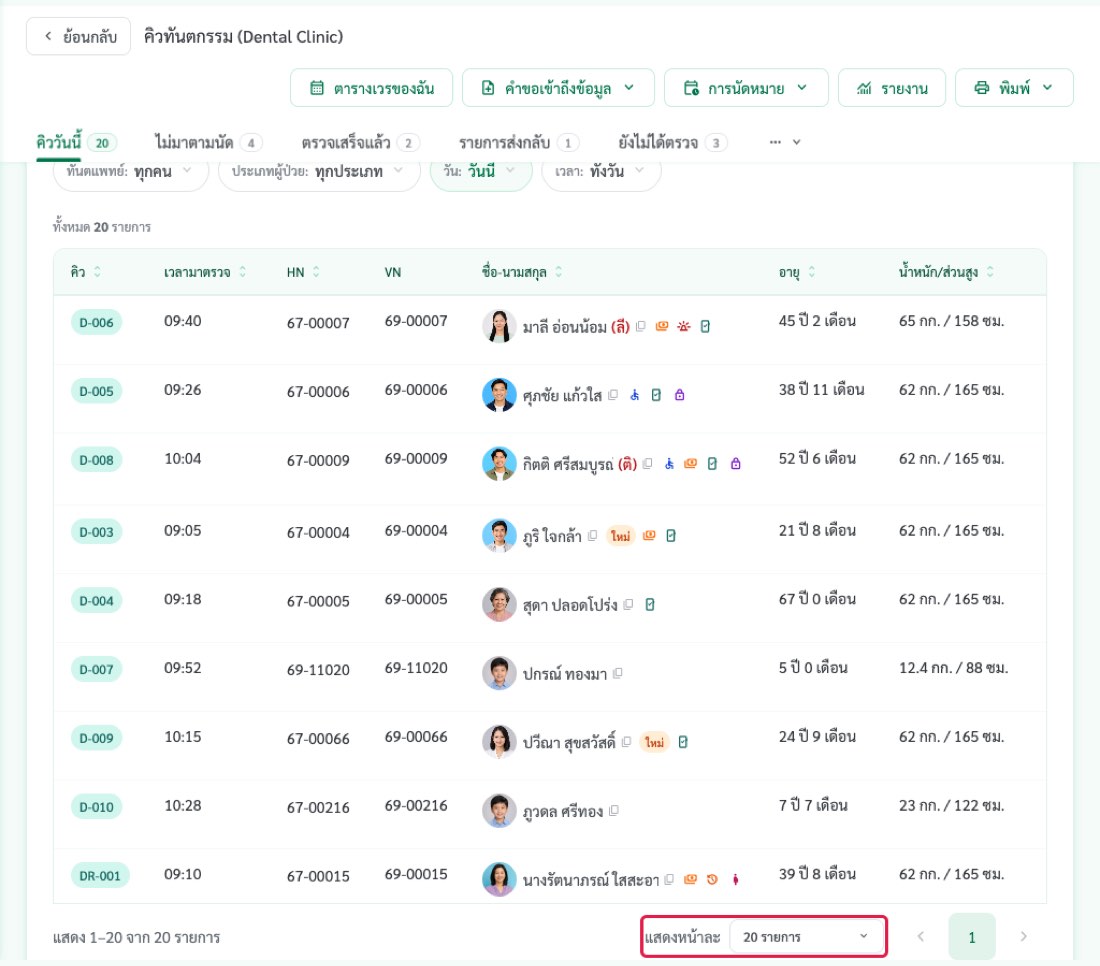 ย้อนกลับ คิวทันตกรรม (Dental Clinic)
ตารางเวรของฉัน คำขอเข้าถึงข้อมูล การนัดหมาย รายงาน พิมพ์
คิววันนี้ 20 ไม่มาตามนัด 4 ตรวจเสร็จแล้ว 2 รายการส่งกลับ 1 ยังไม่ได้ตรวจ 3 ...
ทันตแพทย์: ทุกคน ประเภทผู้ป่วย: ทุกประเภท วัน: วันนี้ เวลา: ทั้งวัน
ทั้งหมด 20 รายการ
คิว เวลามาตรวจ HN VN ชื่อ-นามสกุล อายุ น้ำหนัก/ส่วนสูง
D-006 09:40 67-00007 69-00007 มาลี อ่อนน้อม (ลี) 45 ปี 2 เดือน 65 กก. / 158 ซม.
D-005 09:26 67-00006 69-00006 ศุภชัย แก้วใส 38 ปี 11 เดือน 62 กก. / 165 ซม.
D-008 10:04 67-00009 69-00009 กิตติ ศรีสมบูรณ์ (ติ) 52 ปี 6 เดือน 62 กก. / 165 ซม.
D-003 09:05 67-00004 69-00004 ภูริ ใจกล้า ใหม่ 21 ปี 8 เดือน 62 กก. / 165 ซม.
D-004 09:18 67-00005 69-00005 สุดา ปลอดโปร่ง 67 ปี 0 เดือน 62 กก. / 165 ซม.
D-007 09:52 69-11020 69-11020 ปกรณ์ ทองมา 5 ปี 0 เดือน 12.4 กก. / 88 ซม.
D-009 10:15 67-00066 69-00066 ปวีณา สุขสวัสดิ์ ใหม่ 24 ปี 9 เดือน 62 กก. / 165 ซม.
D-010 10:28 67-00216 69-00216 ภูวดล ศรีทอง 7 ปี 7 เดือน 23 กก. / 122 ซม.
DR-001 09:10 67-00015 69-00015 นางรัตนาภรณ์ ใสสะอา 39 ปี 8 เดือน 62 กก. / 165 ซม.
แสดง 1–20 จาก 20 รายการ แสดงหน้าละ 20 รายการ 1